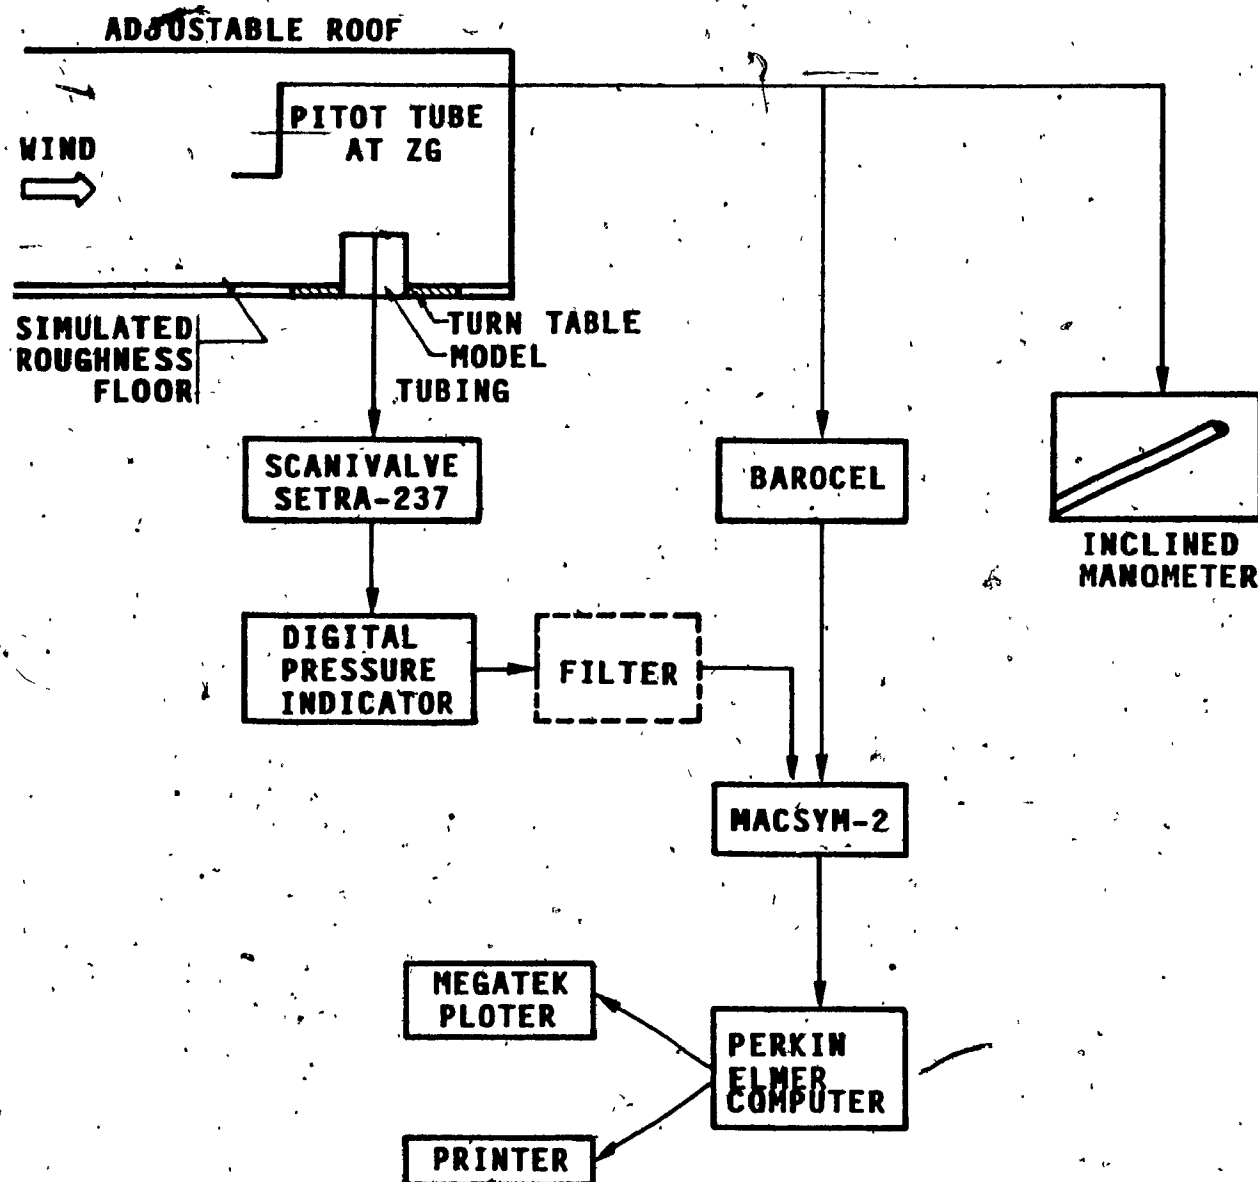 ADJUSTABLE ROOF
PITOT TUBE
AT ZG
WIND
SIMULATED
ROUGHNESS
FLOOR
TURN TABLE
MODEL
TUBING
SCANIVALVE
SETRA-237
BAROCEL
INCLINED
MANOMETER
DIGITAL
PRESSURE
INDICATOR
FILTER
MACSYM-2
MEGATEK
PLOTER
PERKIN
ELMER
COMPUTER
PRINTER